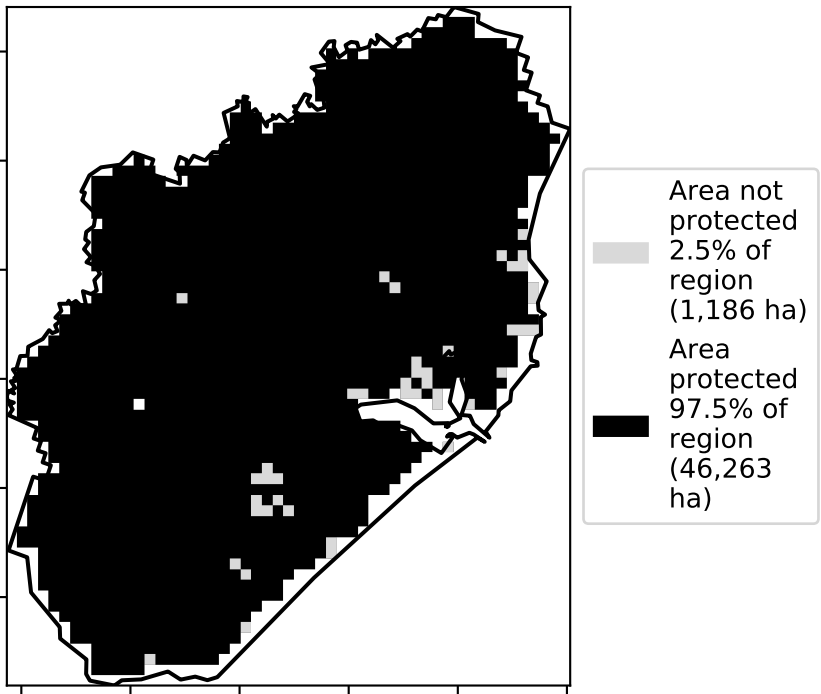 Area not
protected
2.5% of
region
(1,186 ha)
Area
protected
97.5% of
region
(46,263
ha)